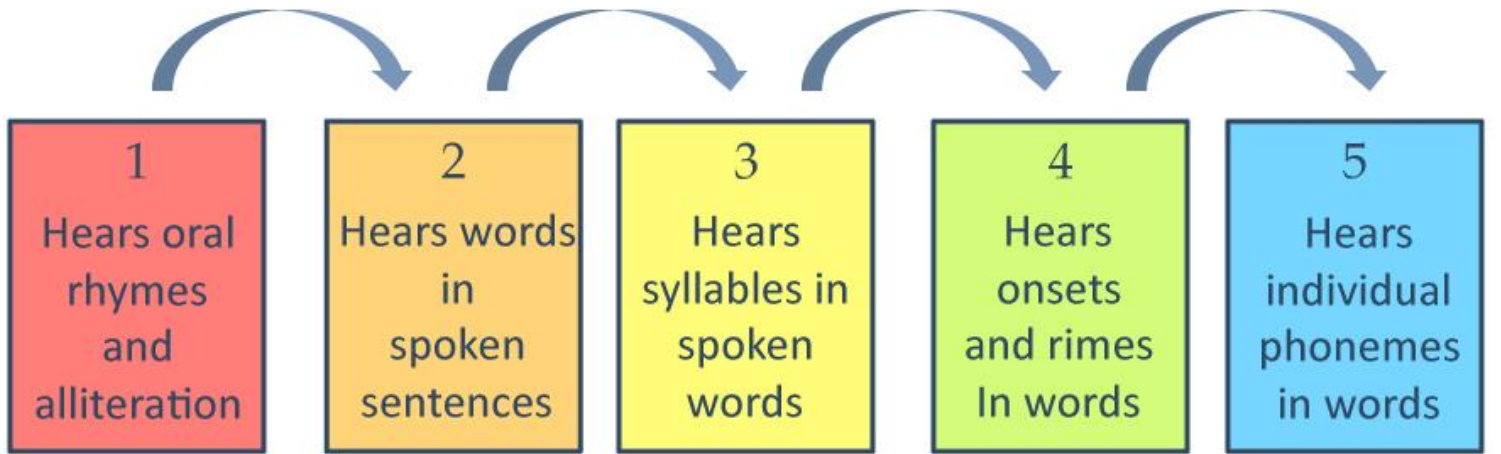 1
Hears oral
rhymes
and
alliteration
2
Hears words
in
spoken
sentences
3
Hears
syllables in
spoken
words
4
Hears
onsets
and rimes
In words
5
Hears
individual
phonemes
in words